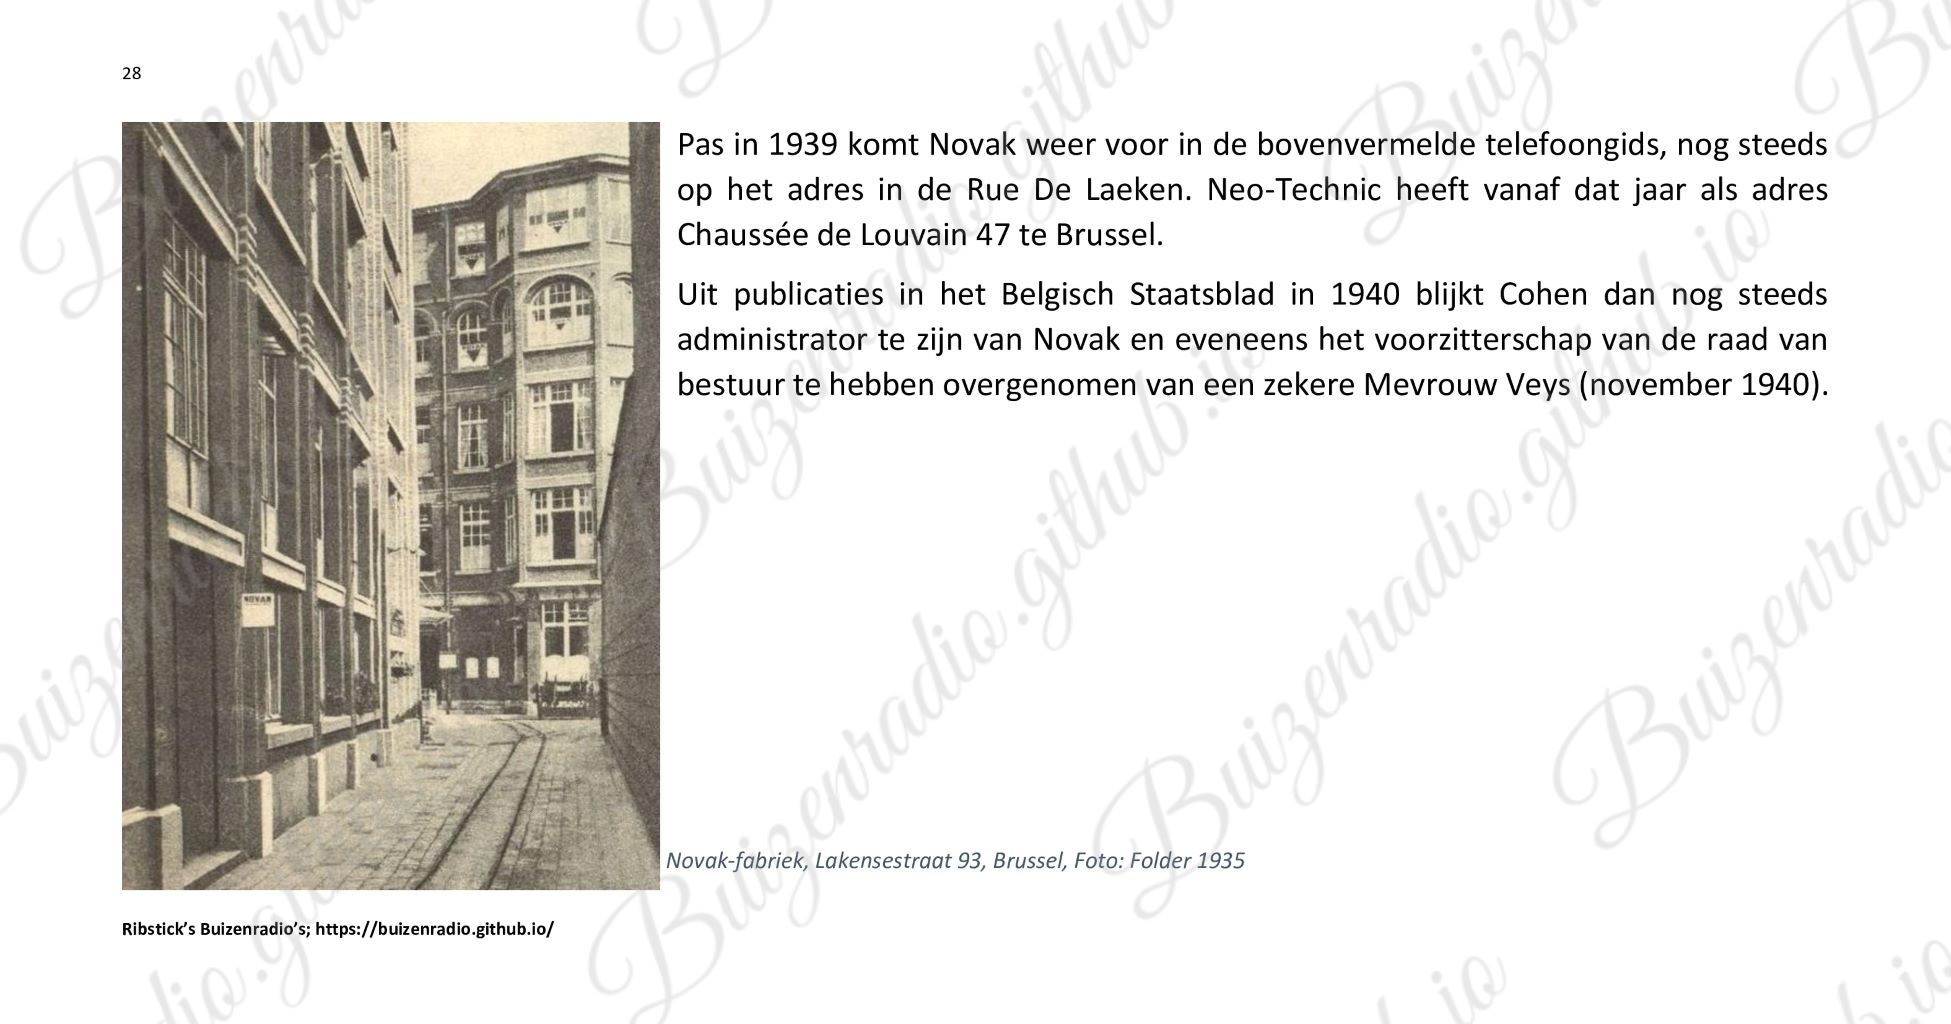 28
Pas in 1939 komt Novak weer voor in de bovenvermelde telefoongids, nog steeds
op het adres in de Rue De Laeken. Neo-Technic heeft vanaf dat jaar als adres
Chaussée de Louvain 47 te Brussel.
Uit publicaties in het Belgisch Staatsblad in 1940 blijkt Cohen dan nog steeds
administrator te zijn van Novak en eveneens het voorzitterschap van de raad van
bestuur te hebben overgenomen van een zekere Mevrouw Veys (november 1940).
NOVAK
Novak-fabriek, Lakensestraat 93, Brussel, Foto: Folder 1935
Ribstick’s Buizenradio’s; https://buizenradio.github.io/
Buizenradio.github.io